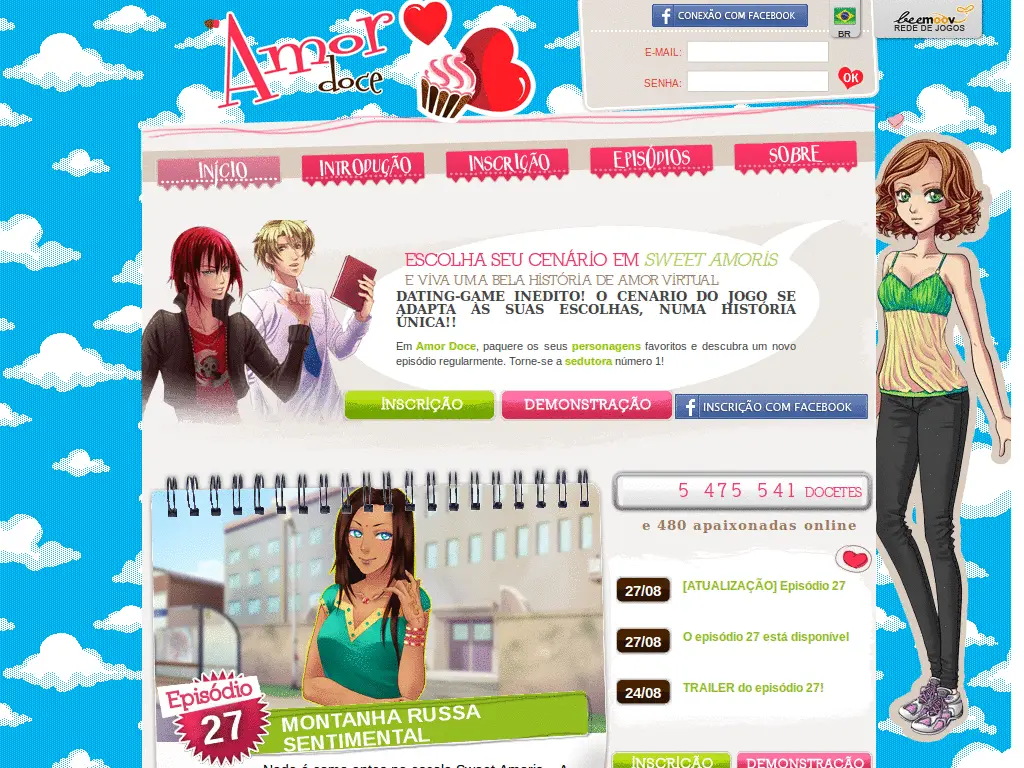 Amor
doce
CONEXÃO COM FACEBOOK
BR
beemoov
REDE DE JOGOS
E-MAIL:
SENHA:
OK
INÍCIO
INTRODUÇÃO
INSCRIÇÃO
EPISÓDIOS
SOBRE
ESCOLHA SEU CENÁRIO EM SWEET AMORIS
E VIVA UMA BELA HISTÓRIA DE AMOR VIRTUAL
DATING-GAME INEDITO! O CENARIO DO JOGO SE
ADAPTA ÀS SUAS ESCOLHAS, NUMA HISTÓRIA
ÚNICA!!
Em Amor Doce, paquere os seus personagens favoritos e descubra um novo
episódio regularmente. Torne-se a sedutora número 1!
INSCRIÇÃO
DEMONSTRAÇÃO
INSCRIÇÃO COM FACEBOOK
5 475 541 DOCETES
e 480 apaixonadas online
27/08 [ATUALIZAÇÃO] Episódio 27
27/08 O episódio 27 está disponível
24/08 TRAILER do episódio 27!
Episódio
27
MONTANHA RUSSA
SENTIMENTAL
INSCRIÇÃO
DEMONSTRAÇÃO